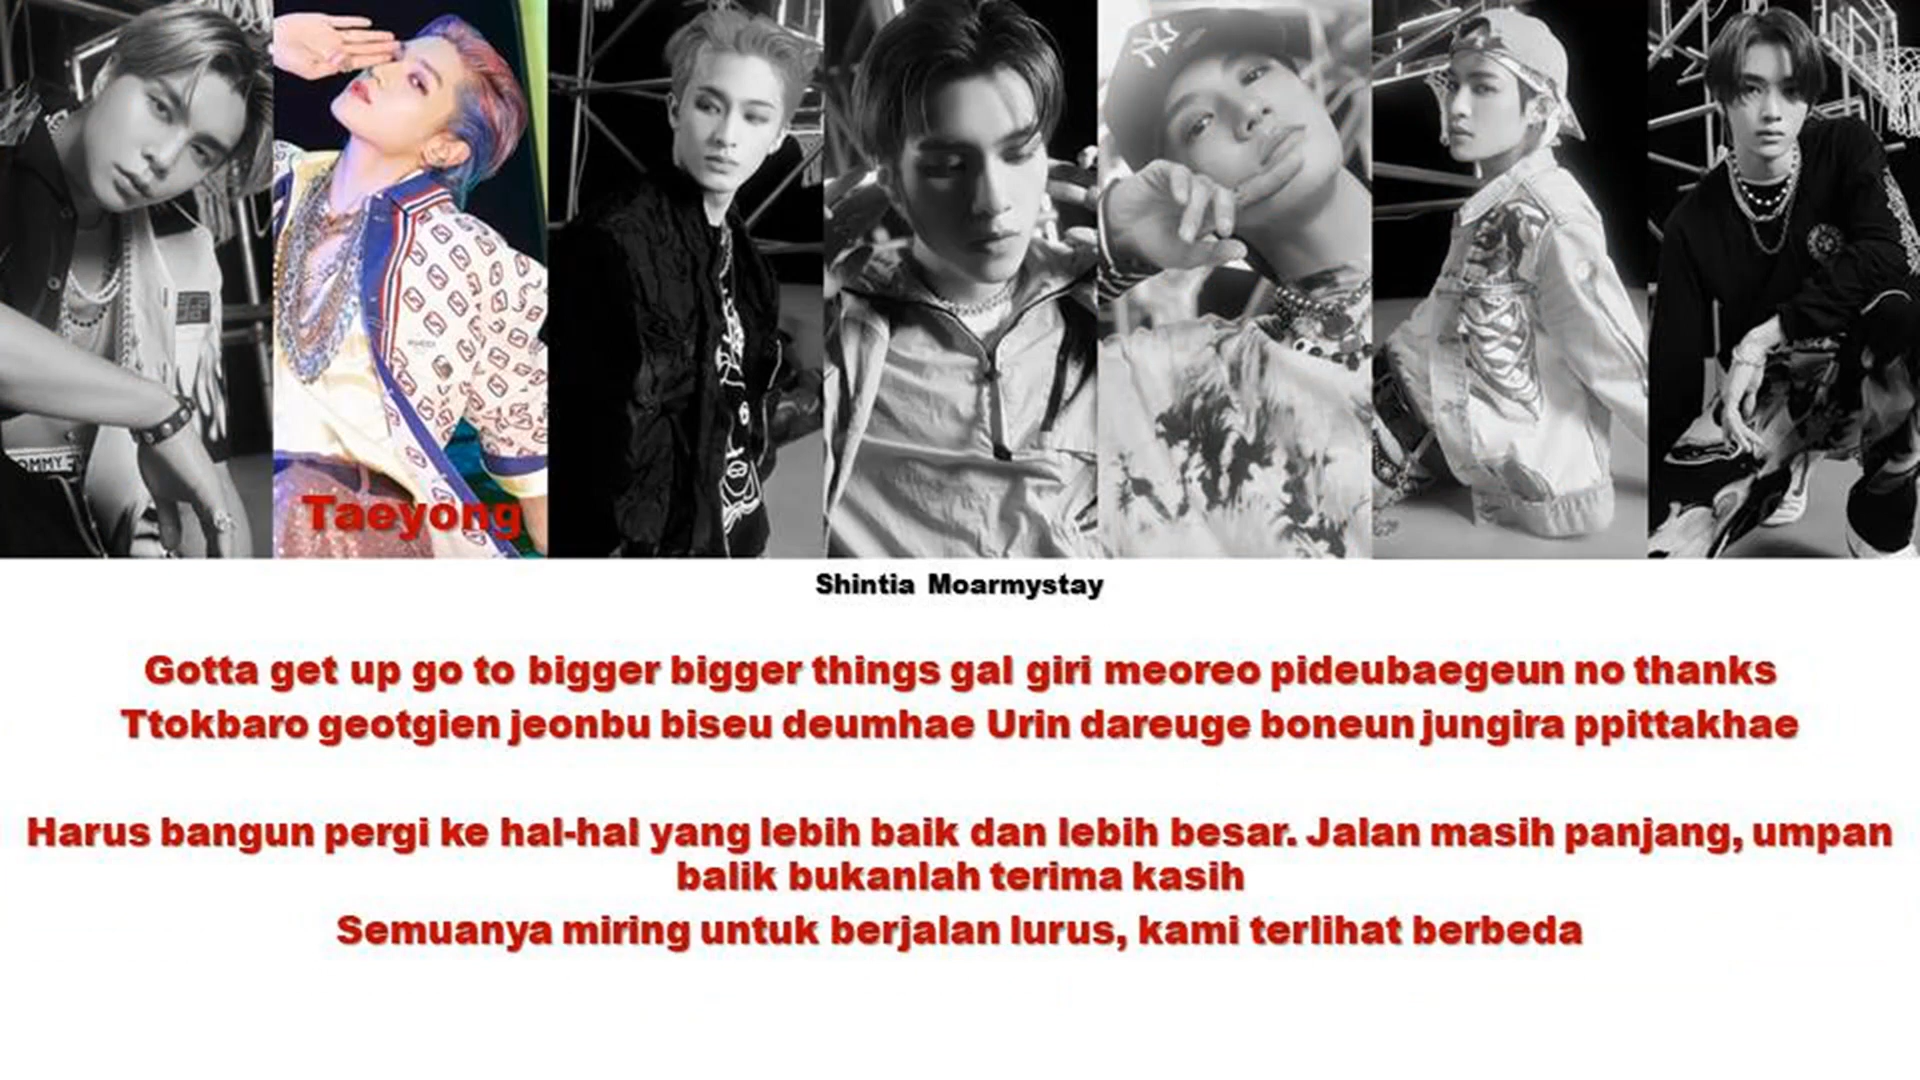 OMMY
NY
Taeyong
Shintia Moarmystay
Gotta get up go to bigger bigger things gal giri meoreo pideubaegeun no thanks
Ttokbaro geotgien jeonbu biseu deumhae Urin dareuge boneun jungira ppittakhae
Harus bangun pergi ke hal-hal yang lebih baik dan lebih besar. Jalan masih panjang, umpan
balik bukanlah terima kasih
Semuanya miring untuk berjalan lurus, kami terlihat berbeda